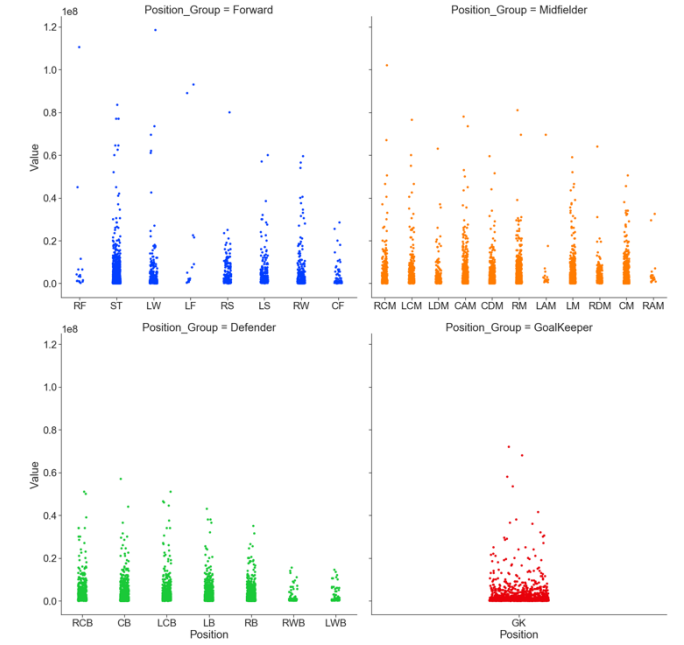 1e8
Position_Group = Forward
Position_Group = Midfielder
1.2
1.0
0.8
0.6
0.4
0.2
0.0
Value
RF ST LW LF RS LS RW CF
RCM LCM LDM CAM CDM RM LAM LM RDM CM RAM
1e8
Position_Group = Defender
Position_Group = GoalKeeper
1.2
1.0
0.8
0.6
0.4
0.2
0.0
Value
RCB CB LCB LB RB RWB LWB
GK
Position
Position